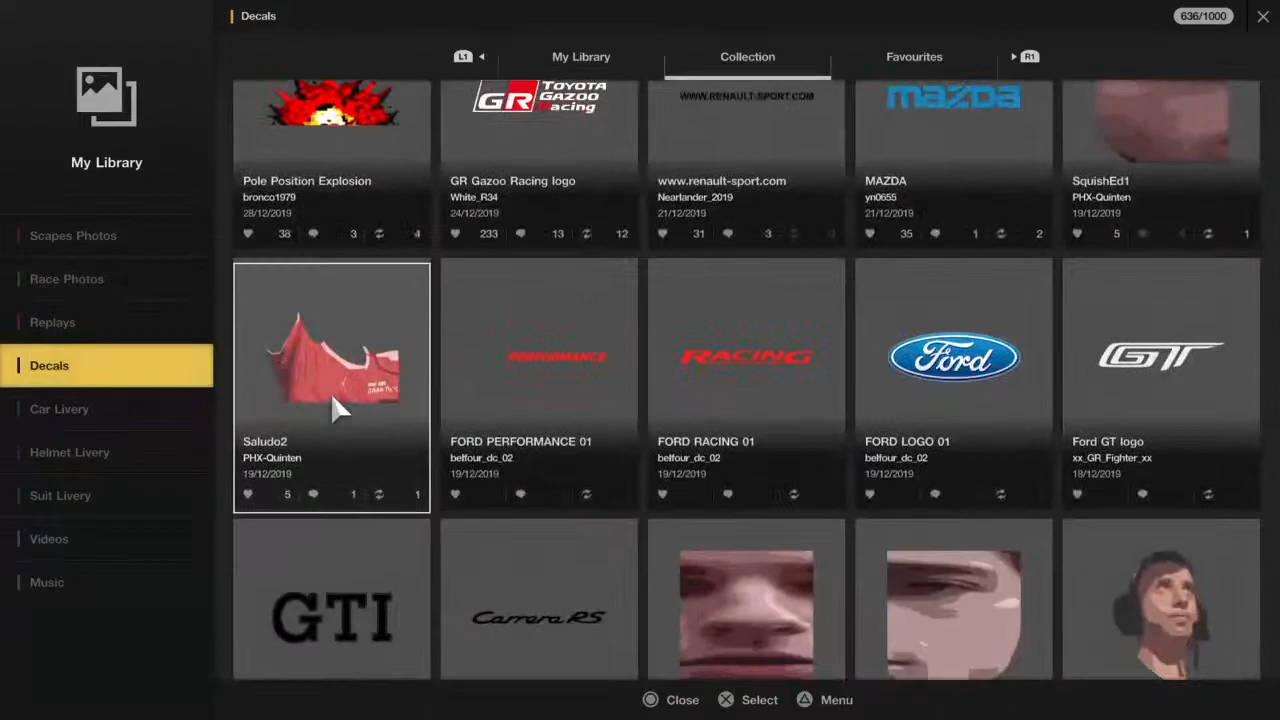 Decals
636/1000
My Library
L1
My Library
Collection
Favourites
R1
Scapes Photos
Race Photos
Replays
Decals
Car Livery
Helmet Livery
Suit Livery
Videos
Music
GR TOYOTA GAZOO Racing
WWW.RENAULT-SPORT.COM
mazda
Pole Position Explosion
bronco1979
28/12/2019
38 3 4
GR Gazoo Racing logo
White_R34
24/12/2019
233 13 12
www.renault-sport.com
Nearlander_2019
21/12/2019
31 3
MAZDA
yn0655
21/12/2019
35 1 2
SquishEd1
PHX-Quinten
19/12/2019
5 1
PERFORMANCE
RACING
Ford
GT
Saludo2
PHX-Quinten
19/12/2019
5 1 1
FORD PERFORMANCE 01
belfour_dc_02
19/12/2019
FORD RACING 01
belfour_dc_02
19/12/2019
FORD LOGO 01
belfour_dc_02
19/12/2019
Ford GT logo
xx_GR_Fighter_xx
18/12/2019
GTI
Carrera RS
Close
Select
Menu